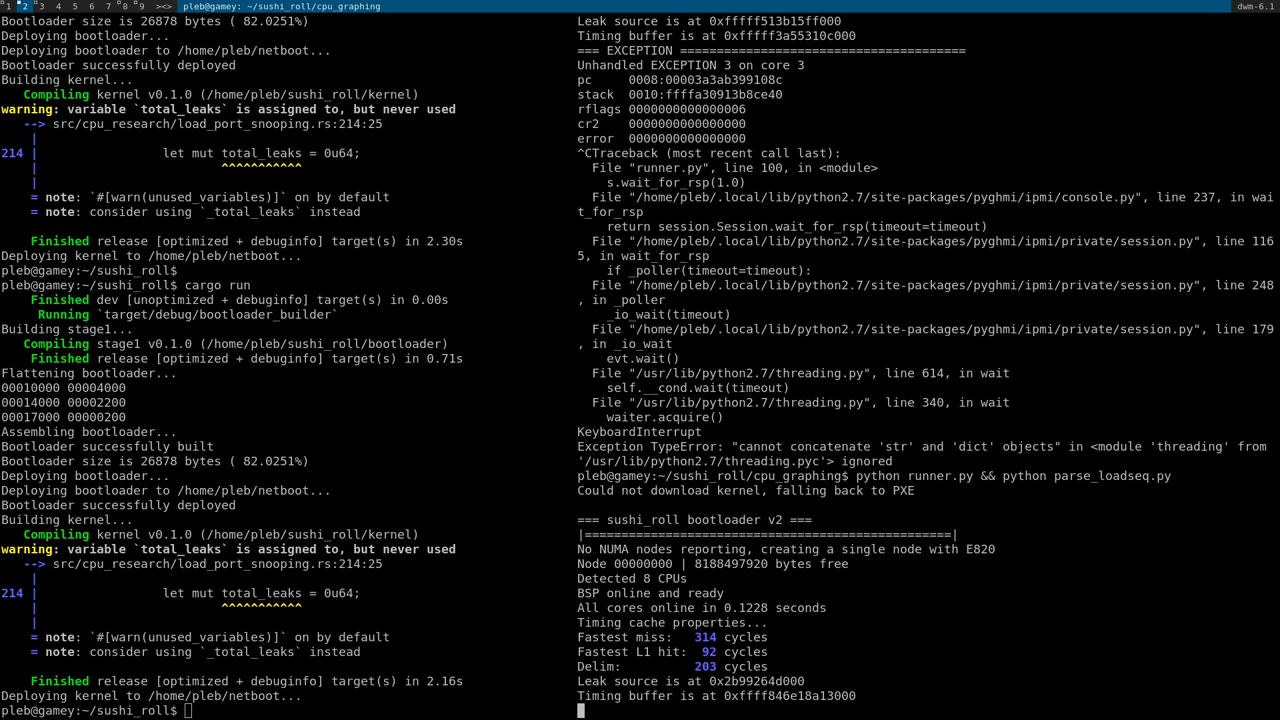 1 2 3 4 5 6 7 8 9 ><> pleb@gamey: ~/sushi_roll/cpu_graphing dwm-6.1
Bootloader size is 26878 bytes ( 82.0251%)
Deploying bootloader...
Deploying bootloader to /home/pleb/netboot...
Bootloader successfully deployed
Building kernel...
   Compiling kernel v0.1.0 (/home/pleb/sushi_roll/kernel)
warning: variable `total_leaks` is assigned to, but never used
   --> src/cpu_research/load_port_snooping.rs:214:25
    |
214 |                 let mut total_leaks = 0u64;
    |                         ^^^^^^^^^^^
    |
    = note: `#[warn(unused_variables)]` on by default
    = note: consider using `_total_leaks` instead
    Finished release [optimized + debuginfo] target(s) in 2.30s
Deploying kernel to /home/pleb/netboot...
pleb@gamey:~/sushi_roll$
pleb@gamey:~/sushi_roll$ cargo run
    Finished dev [unoptimized + debuginfo] target(s) in 0.00s
     Running `target/debug/bootloader_builder`
Building stage1...
   Compiling stage1 v0.1.0 (/home/pleb/sushi_roll/bootloader)
    Finished release [optimized + debuginfo] target(s) in 0.71s
Flattening bootloader...
00010000 00004000
00014000 00002200
00017000 00000200
Assembling bootloader...
Bootloader successfully built
Bootloader size is 26878 bytes ( 82.0251%)
Deploying bootloader...
Deploying bootloader to /home/pleb/netboot...
Bootloader successfully deployed
Building kernel...
   Compiling kernel v0.1.0 (/home/pleb/sushi_roll/kernel)
warning: variable `total_leaks` is assigned to, but never used
   --> src/cpu_research/load_port_snooping.rs:214:25
    |
214 |                 let mut total_leaks = 0u64;
    |                         ^^^^^^^^^^^
    |
    = note: `#[warn(unused_variables)]` on by default
    = note: consider using `_total_leaks` instead
    Finished release [optimized + debuginfo] target(s) in 2.16s
Deploying kernel to /home/pleb/netboot...
pleb@gamey:~/sushi_roll$
Leak source is at 0xfffff513b15ff000
Timing buffer is at 0xfffff3a55310c000
=== EXCEPTION =======================================
Unhandled EXCEPTION 3 on core 3
pc     0008:00003a3ab399108c
stack  0010:ffffa30913b8ce40
rflags 0000000000000006
cr2    0000000000000000
error  0000000000000000
^CTraceback (most recent call last):
  File "runner.py", line 100, in <module>
    s.wait_for_rsp(1.0)
  File "/home/pleb/.local/lib/python2.7/site-packages/pyghmi/ipmi/console.py", line 237, in wai
t_for_rsp
    return session.Session.wait_for_rsp(timeout=timeout)
  File "/home/pleb/.local/lib/python2.7/site-packages/pyghmi/ipmi/private/session.py", line 116
5, in wait_for_rsp
    if _poller(timeout=timeout):
  File "/home/pleb/.local/lib/python2.7/site-packages/pyghmi/ipmi/private/session.py", line 248
, in _poller
    _io_wait(timeout)
  File "/home/pleb/.local/lib/python2.7/site-packages/pyghmi/ipmi/private/session.py", line 179
, in _io_wait
    evt.wait()
  File "/usr/lib/python2.7/threading.py", line 614, in wait
    self.__cond.wait(timeout)
  File "/usr/lib/python2.7/threading.py", line 340, in wait
    waiter.acquire()
KeyboardInterrupt
Exception TypeError: "cannot concatenate 'str' and 'dict' objects" in <module 'threading' from
'/usr/lib/python2.7/threading.pyc'> ignored
pleb@gamey:~/sushi_roll/cpu_graphing$ python runner.py && python parse_loadseq.py
Could not download kernel, falling back to PXE
=== sushi_roll bootloader v2 ===
|==================================================|
No NUMA nodes reporting, creating a single node with E820
Node 00000000 | 8188497920 bytes free
Detected 8 CPUs
BSP online and ready
All cores online in 0.1228 seconds
Timing cache properties...
Fastest miss:   314 cycles
Fastest L1 hit:  92 cycles
Delim:          203 cycles
Leak source is at 0x2b99264d000
Timing buffer is at 0xffff846e18a13000